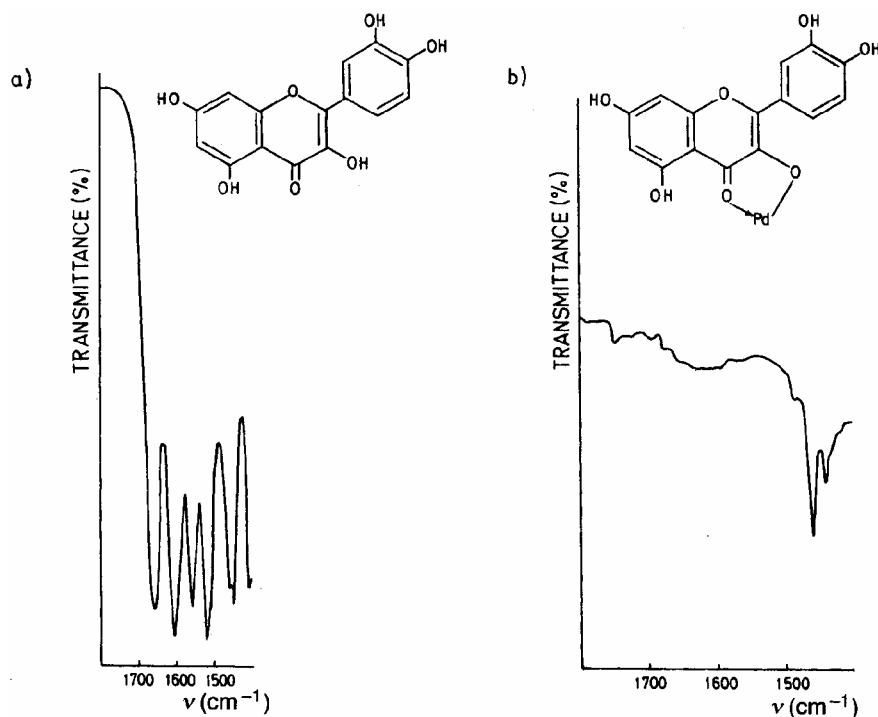 a)
OH
OH
HO
O
OH
OH
O
TRANSMITTANCE (%)
1700 1600 1500
ν (cm⁻¹)
b)
OH
OH
HO
O
O
OH
O
Pd
TRANSMITTANCE (%)
1700 1600 1500
ν (cm⁻¹)